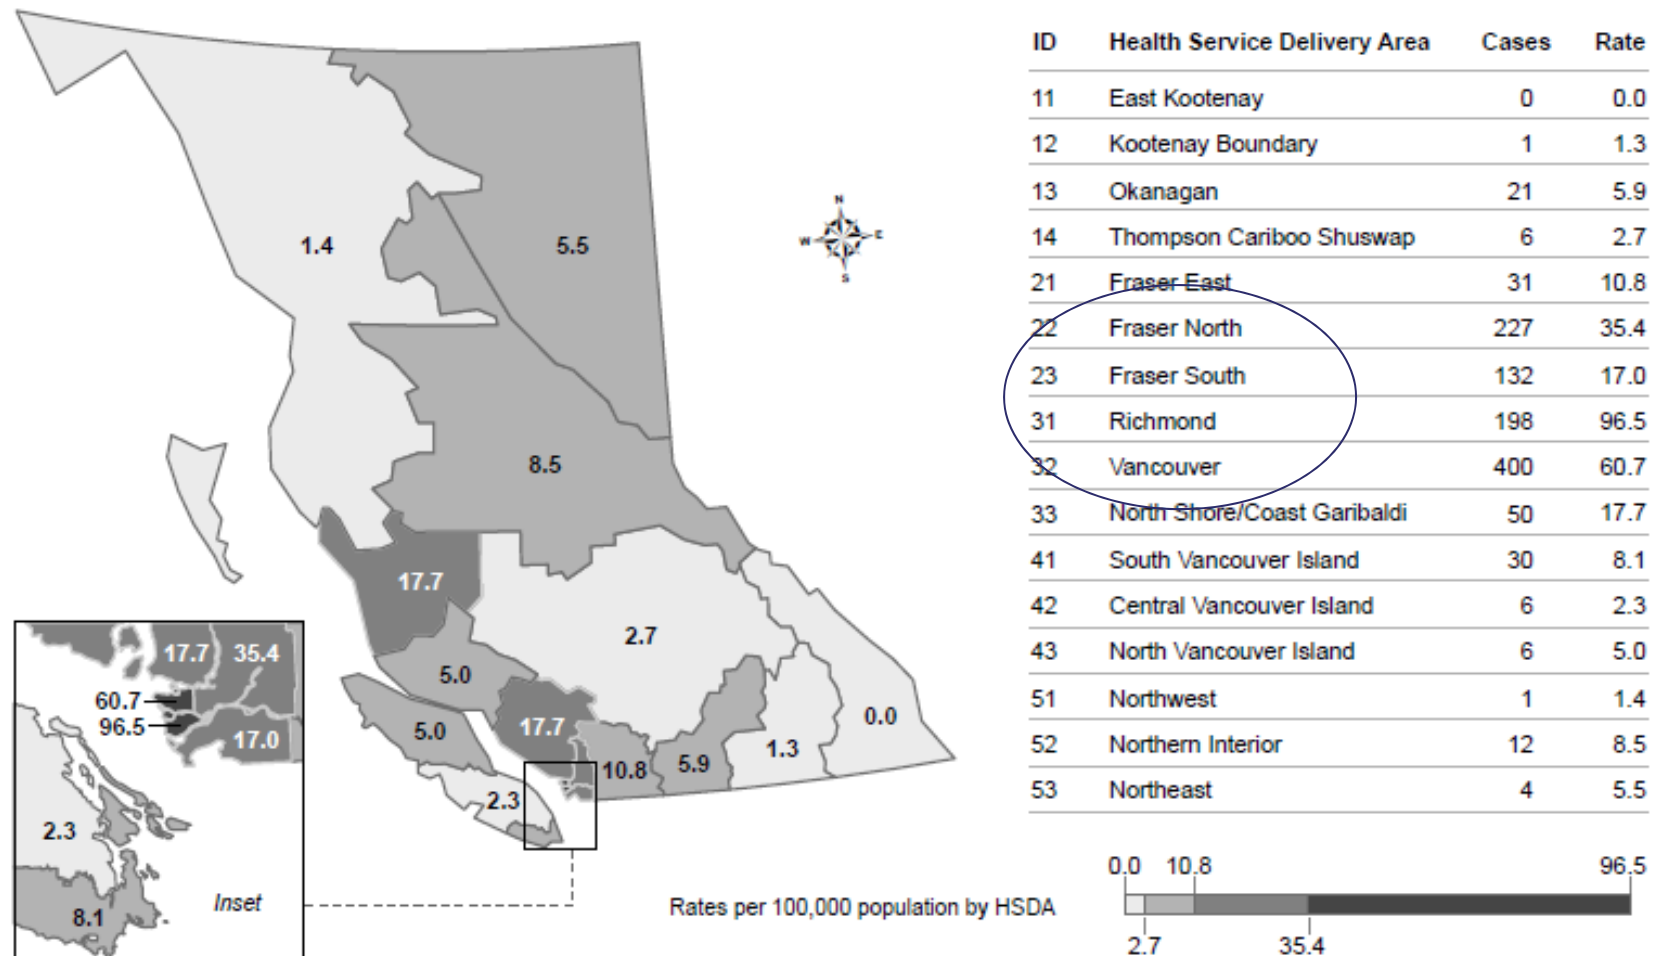 ID Health Service Delivery Area Cases Rate
11 East Kootenay 0 0.0
12 Kootenay Boundary 1 1.3
13 Okanagan 21 5.9
14 Thompson Cariboo Shuswap 6 2.7
21 Fraser East 31 10.8
22 Fraser North 227 35.4
23 Fraser South 132 17.0
31 Richmond 198 96.5
32 Vancouver 400 60.7
33 North Shore/Coast Garibaldi 50 17.7
41 South Vancouver Island 30 8.1
42 Central Vancouver Island 6 2.3
43 North Vancouver Island 6 5.0
51 Northwest 1 1.4
52 Northern Interior 12 8.5
53 Northeast 4 5.5
N
W E
S
1.4
5.5
8.5
17.7
2.7
5.0
5.0
17.7
0.0
1.3
10.8
5.9
2.3
17.7 35.4
60.7
96.5
17.0
2.3
8.1
Inset
Rates per 100,000 population by HSDA
0.0 10.8 96.5
2.7 35.4